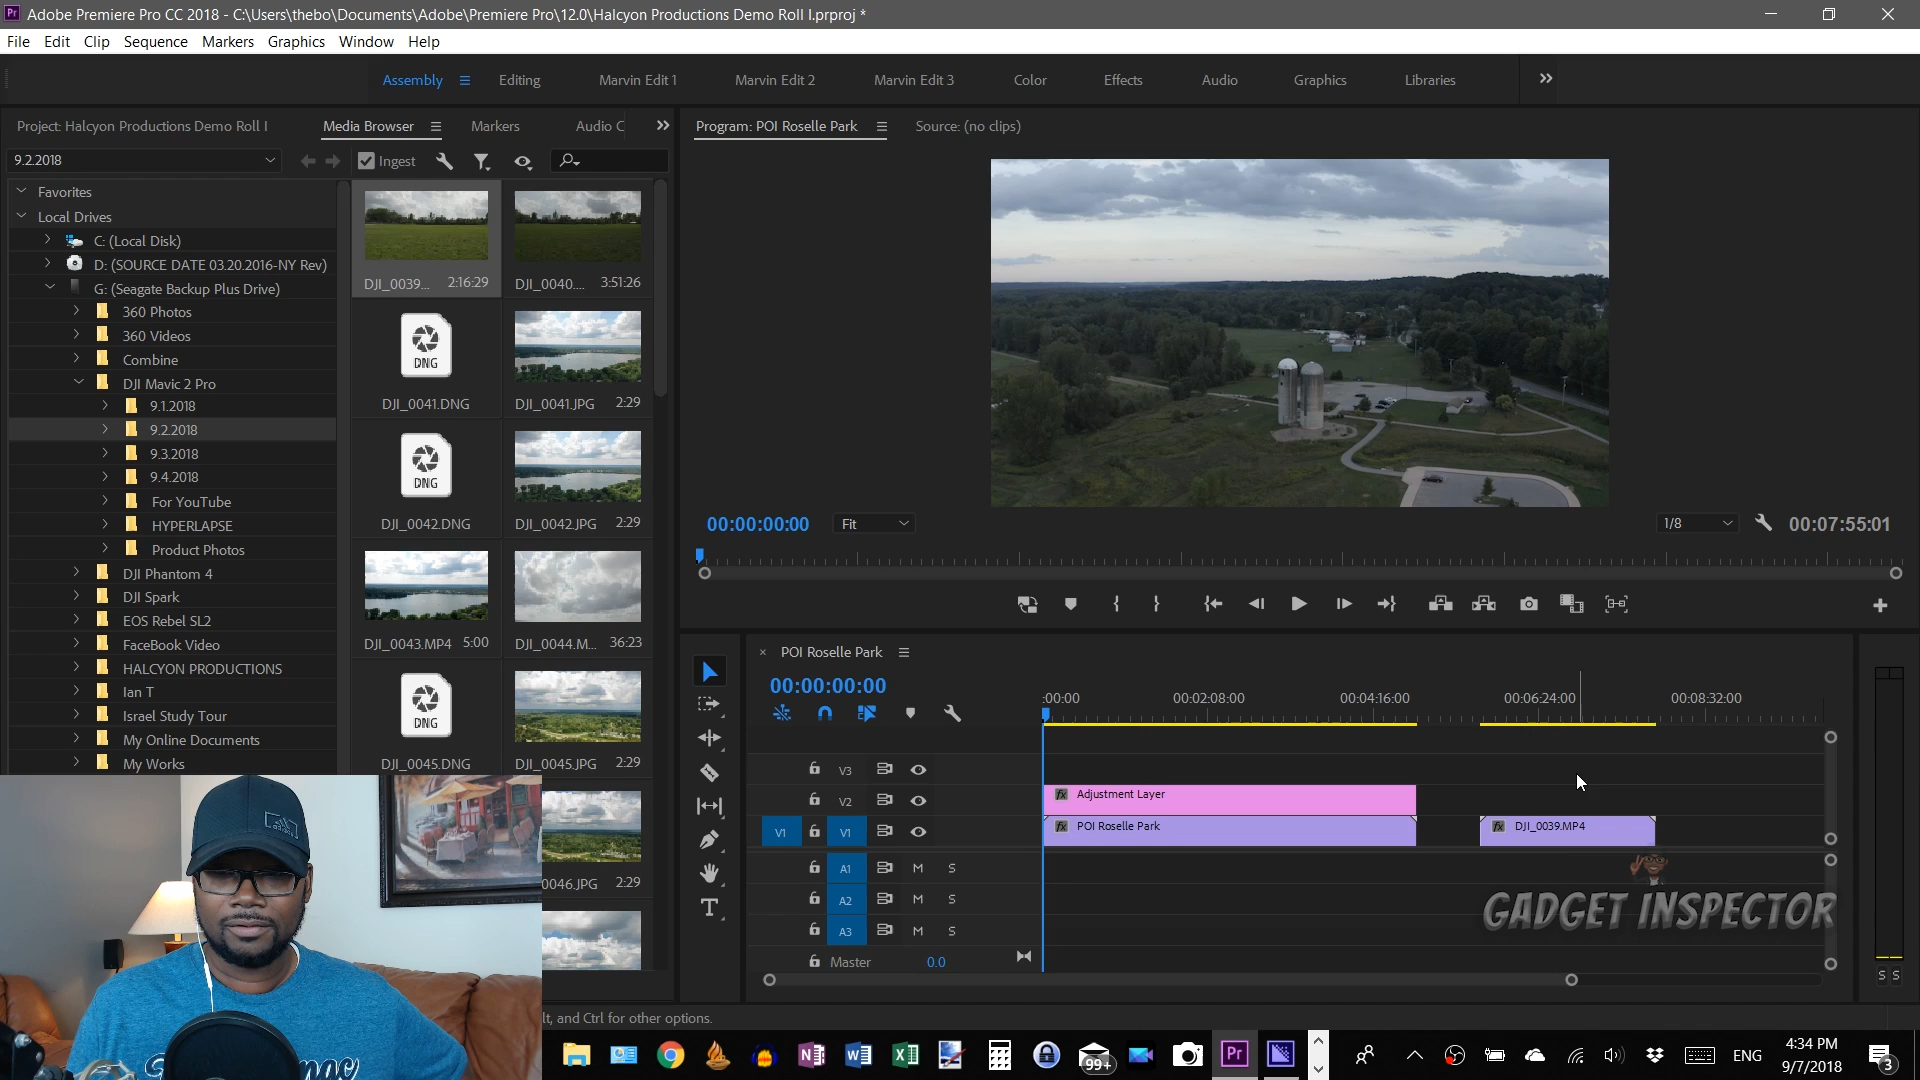 Pr Adobe Premiere Pro CC 2018 - C:\Users\thebo\Documents\Adobe\Premiere Pro\12.0\Halcyon Productions Demo Roll I.prproj *
File Edit Clip Sequence Markers Graphics Window Help
Assembly Editing Marvin Edit 1 Marvin Edit 2 Marvin Edit 3 Color Effects Audio Graphics Libraries
Project: Halcyon Productions Demo Roll I Media Browser Markers Audio C
Program: POI Roselle Park Source: (no clips)
9.2.2018 Ingest
Favorites
Local Drives
C: (Local Disk)
D: (SOURCE DATE 03.20.2016-NY Rev)
G: (Seagate Backup Plus Drive)
360 Photos
360 Videos
Combine
DJI Mavic 2 Pro
9.1.2018
9.2.2018
9.3.2018
9.4.2018
For YouTube
HYPERLAPSE
Product Photos
DJI Phantom 4
DJI Spark
EOS Rebel SL2
FaceBook Video
HALCYON PRODUCTIONS
Ian T
Israel Study Tour
My Online Documents
My Works
DJI_0039... 2:16:29 DJI_0040.... 3:51:26
DNG
DJI_0041.DNG DJI_0041.JPG 2:29
DNG
DJI_0042.DNG DJI_0042.JPG 2:29
DJI_0043.MP4 5:00 DJI_0044.M... 36:23
DNG
DJI_0045.DNG DJI_0045.JPG 2:29
0046.JPG 2:29
00:00:00:00 Fit 1/8 00:07:55:01
POI Roselle Park
00:00:00:00
:00:00 00:02:08:00 00:04:16:00 00:06:24:00 00:08:32:00
V3
V2 fx Adjustment Layer
V1 V1 fx POI Roselle Park fx DJI_0039.MP4
A1 M S
A2 M S
A3 M S
Master 0.0
S S
GADGET INSPECTOR
lt, and Ctrl for other options.
99+ Pr ENG 4:34 PM
9/7/2018 3